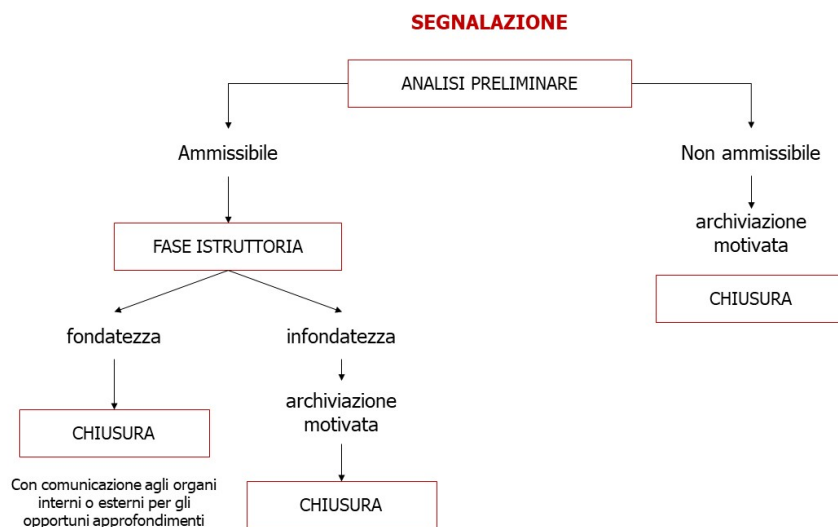 SEGNALAZIONE
ANALISI PRELIMINARE
Ammissibile
Non ammissibile
archiviazione
motivata
FASE ISTRUTTORIA
CHIUSURA
fondatezza
infondatezza
archiviazione
motivata
CHIUSURA
Con comunicazione agli organi
interni o esterni per gli
opportuni approfondimenti
CHIUSURA